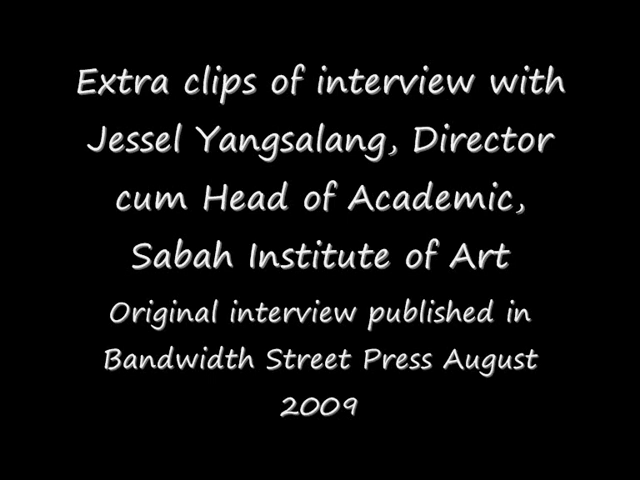 Extra clips of interview with
Jessel Yangsalang, Director
cum Head of Academic,
Sabah Institute of Art
Original interview published in
Bandwidth Street Press August
2009